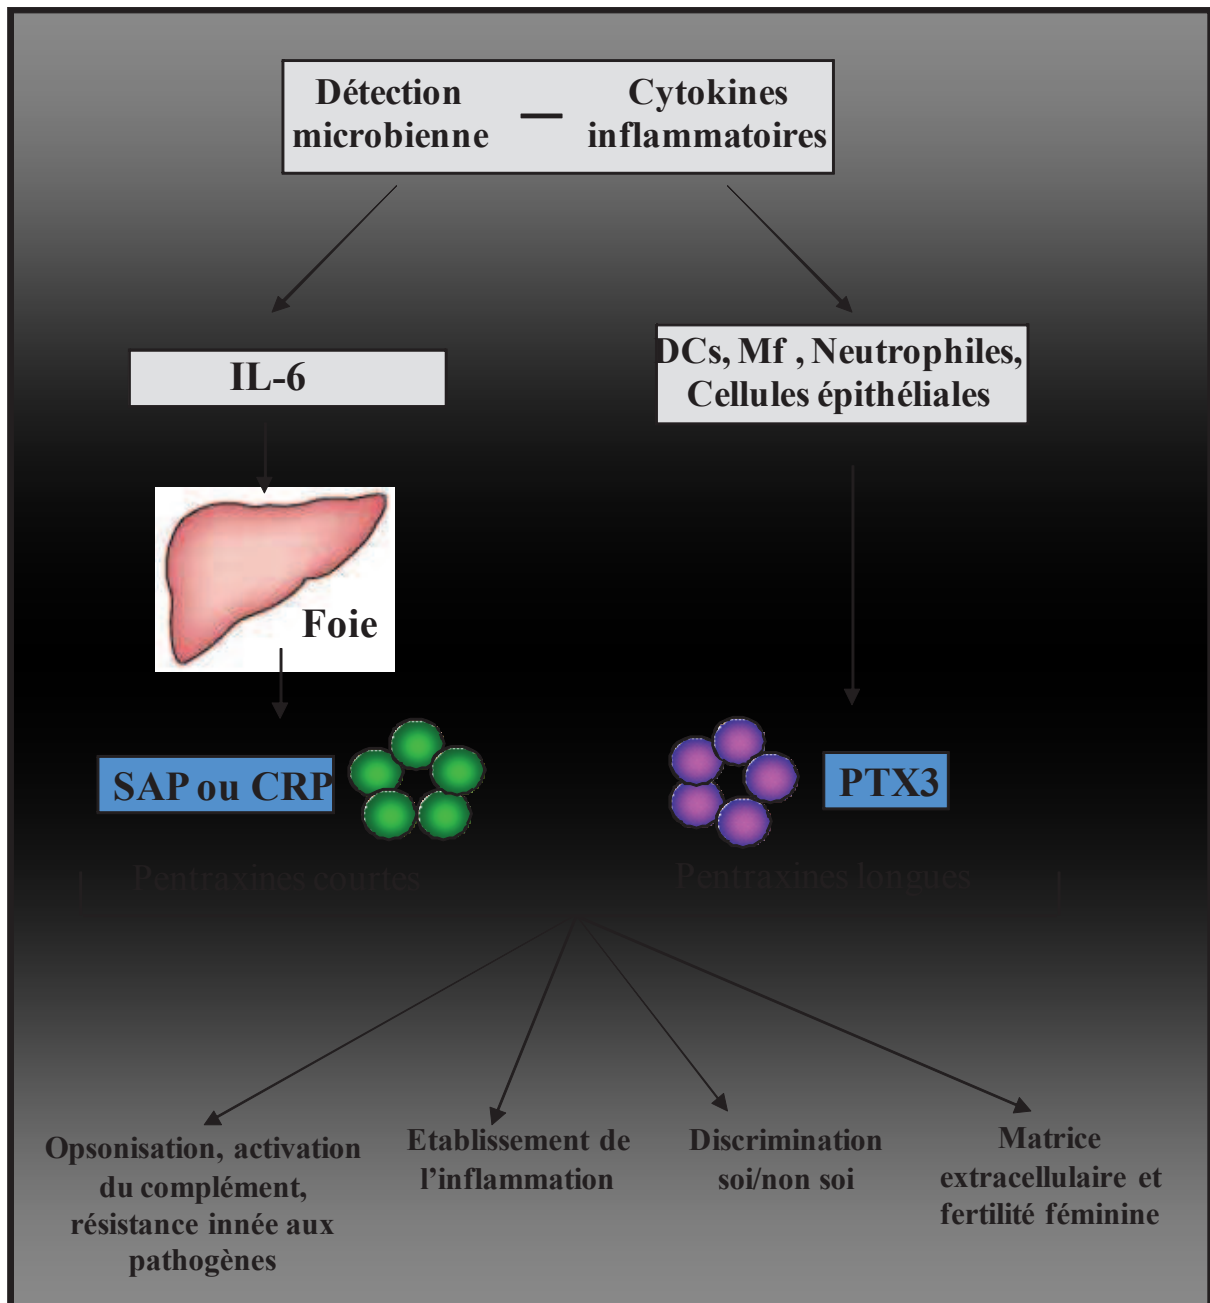 Détection
microbienne
—
Cytokines
inflammatoires
IL-6
DCs, Mf , Neutrophiles,
Cellules épithéliales
Foie
SAP ou CRP
PTX3
Pentraxines courtes
Pentraxines longues
Opsonisation, activation
du complément,
résistance innée aux
pathogènes
Etablissement de
l’inflammation
Discrimination
soi/non soi
Matrice
extracellulaire et
fertilité féminine